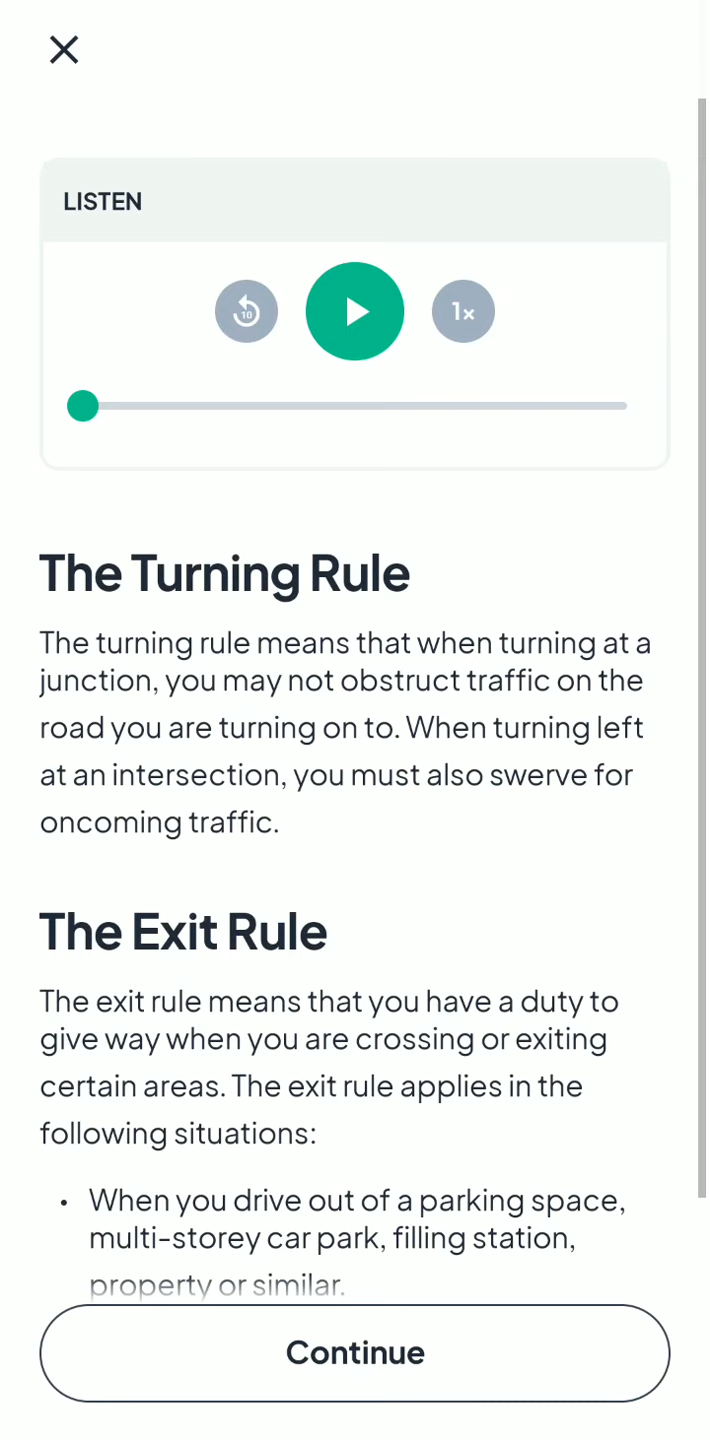 LISTEN
10
1x
The Turning Rule
The turning rule means that when turning at a
junction, you may not obstruct traffic on the
road you are turning on to. When turning left
at an intersection, you must also swerve for
oncoming traffic.
The Exit Rule
The exit rule means that you have a duty to
give way when you are crossing or exiting
certain areas. The exit rule applies in the
following situations:
• When you drive out of a parking space,
multi-storey car park, filling station,
property or similar.
Continue